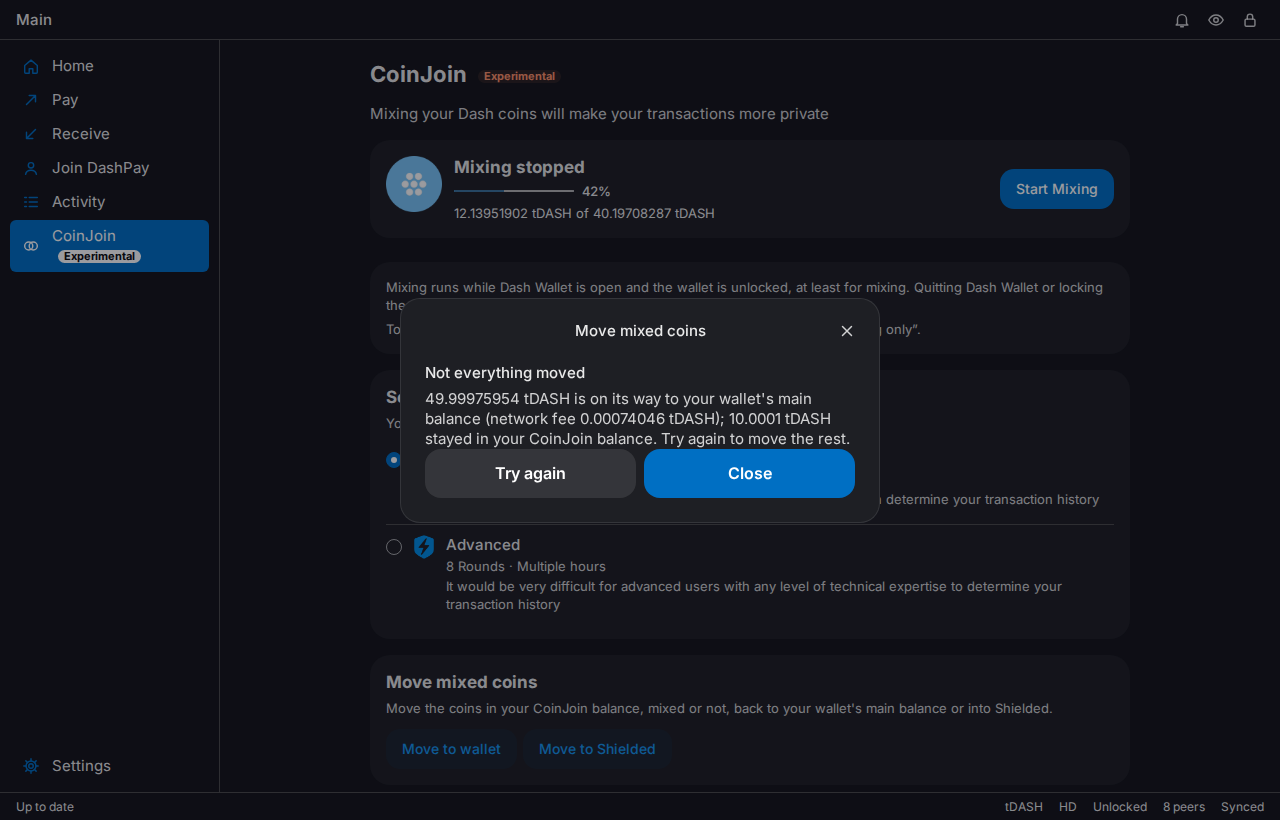 Main
Home
Pay
Receive
Join DashPay
Activity
CoinJoin
Experimental
Settings
CoinJoin Experimental
Mixing your Dash coins will make your transactions more private
Mixing stopped
42%
12.13951902 tDASH of 40.19708287 tDASH
Start Mixing
Mixing runs while Dash Wallet is open and the wallet is unlocked, at least for mixing. Quitting Dash Wallet or locking
only".
Move mixed coins
Not everything moved
49.99975954 tDASH is on its way to your wallet's main
balance (network fee 0.00074046 tDASH); 10.0001 tDASH
stayed in your CoinJoin balance. Try again to move the rest.
Try again
Close
determine your transaction history
Advanced
8 Rounds · Multiple hours
It would be very difficult for advanced users with any level of technical expertise to determine your
transaction history
Move mixed coins
Move the coins in your CoinJoin balance, mixed or not, back to your wallet's main balance or into Shielded.
Move to wallet
Move to Shielded
Up to date
tDASH HD Unlocked 8 peers Synced